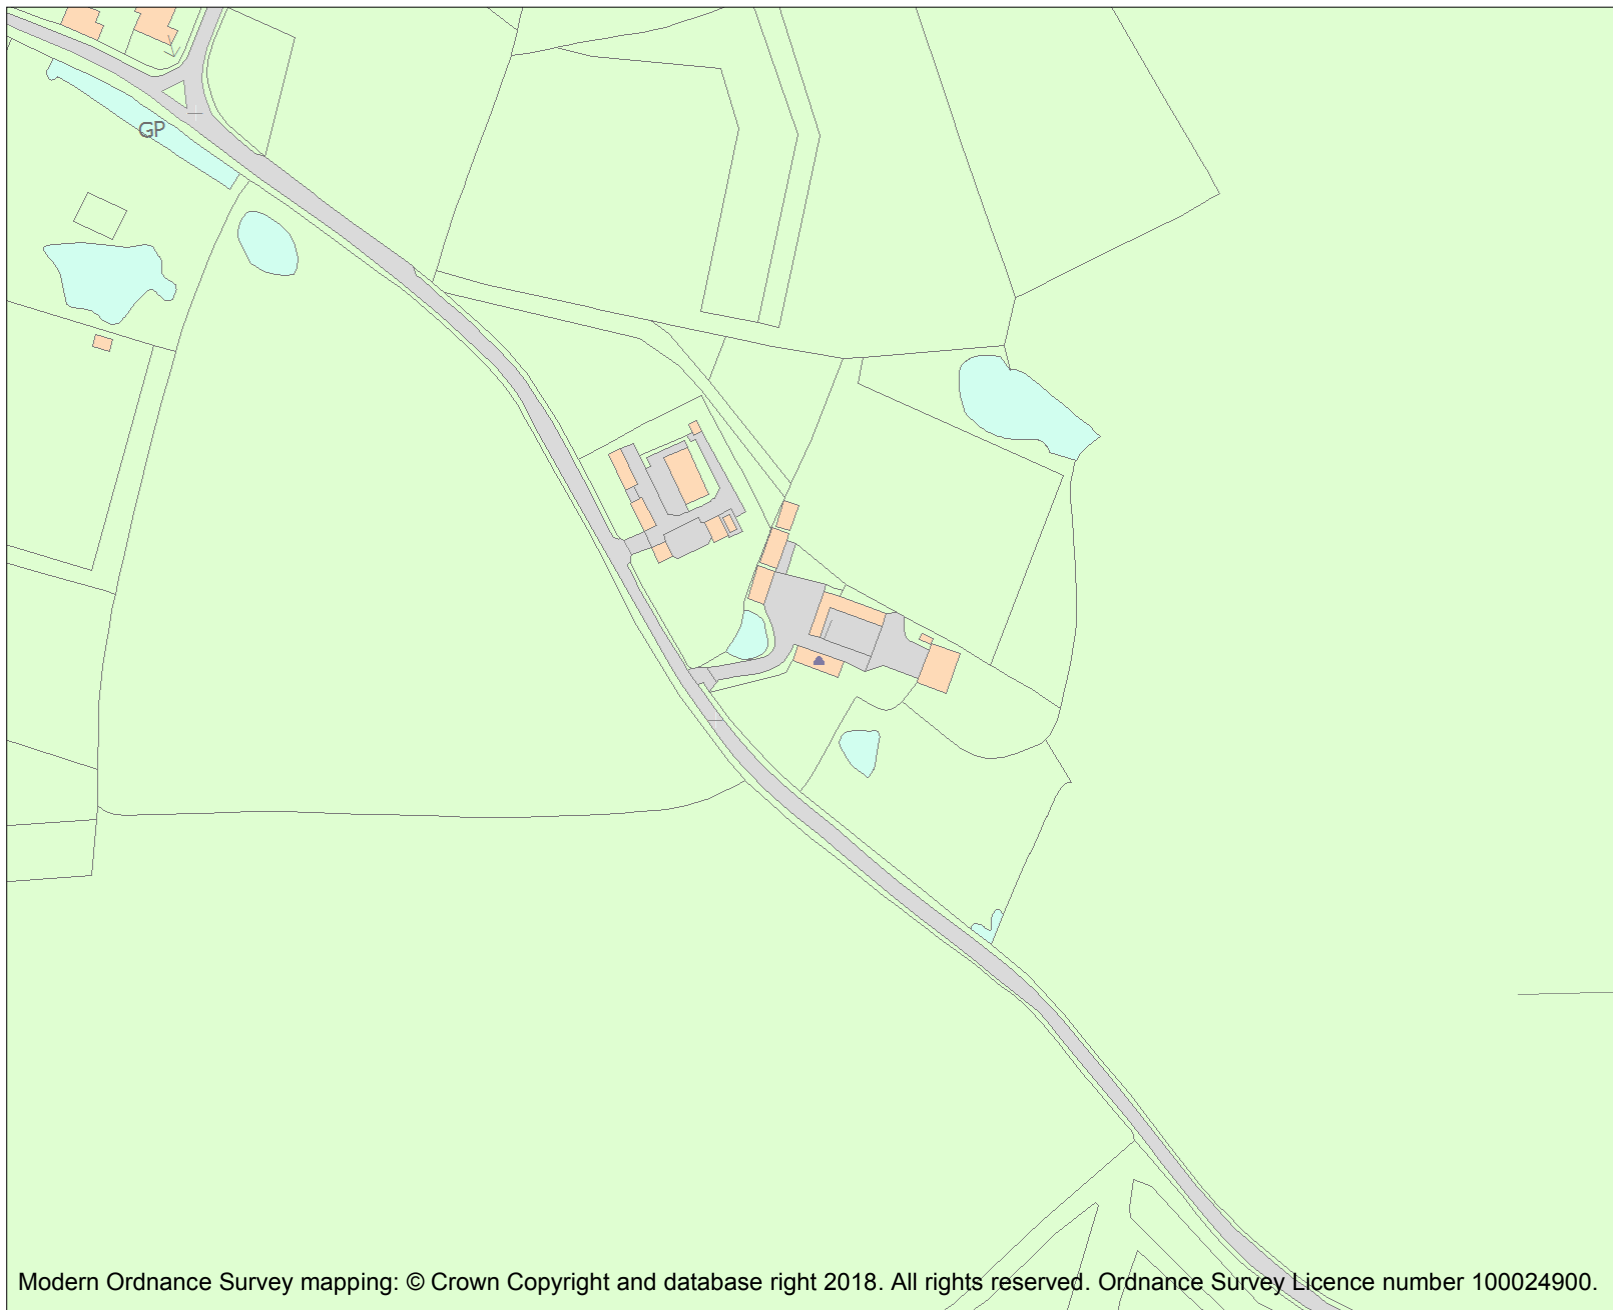 GP
Modern Ordnance Survey mapping: © Crown Copyright and database right 2018. All rights reserved. Ordnance Survey Licence number 100024900.